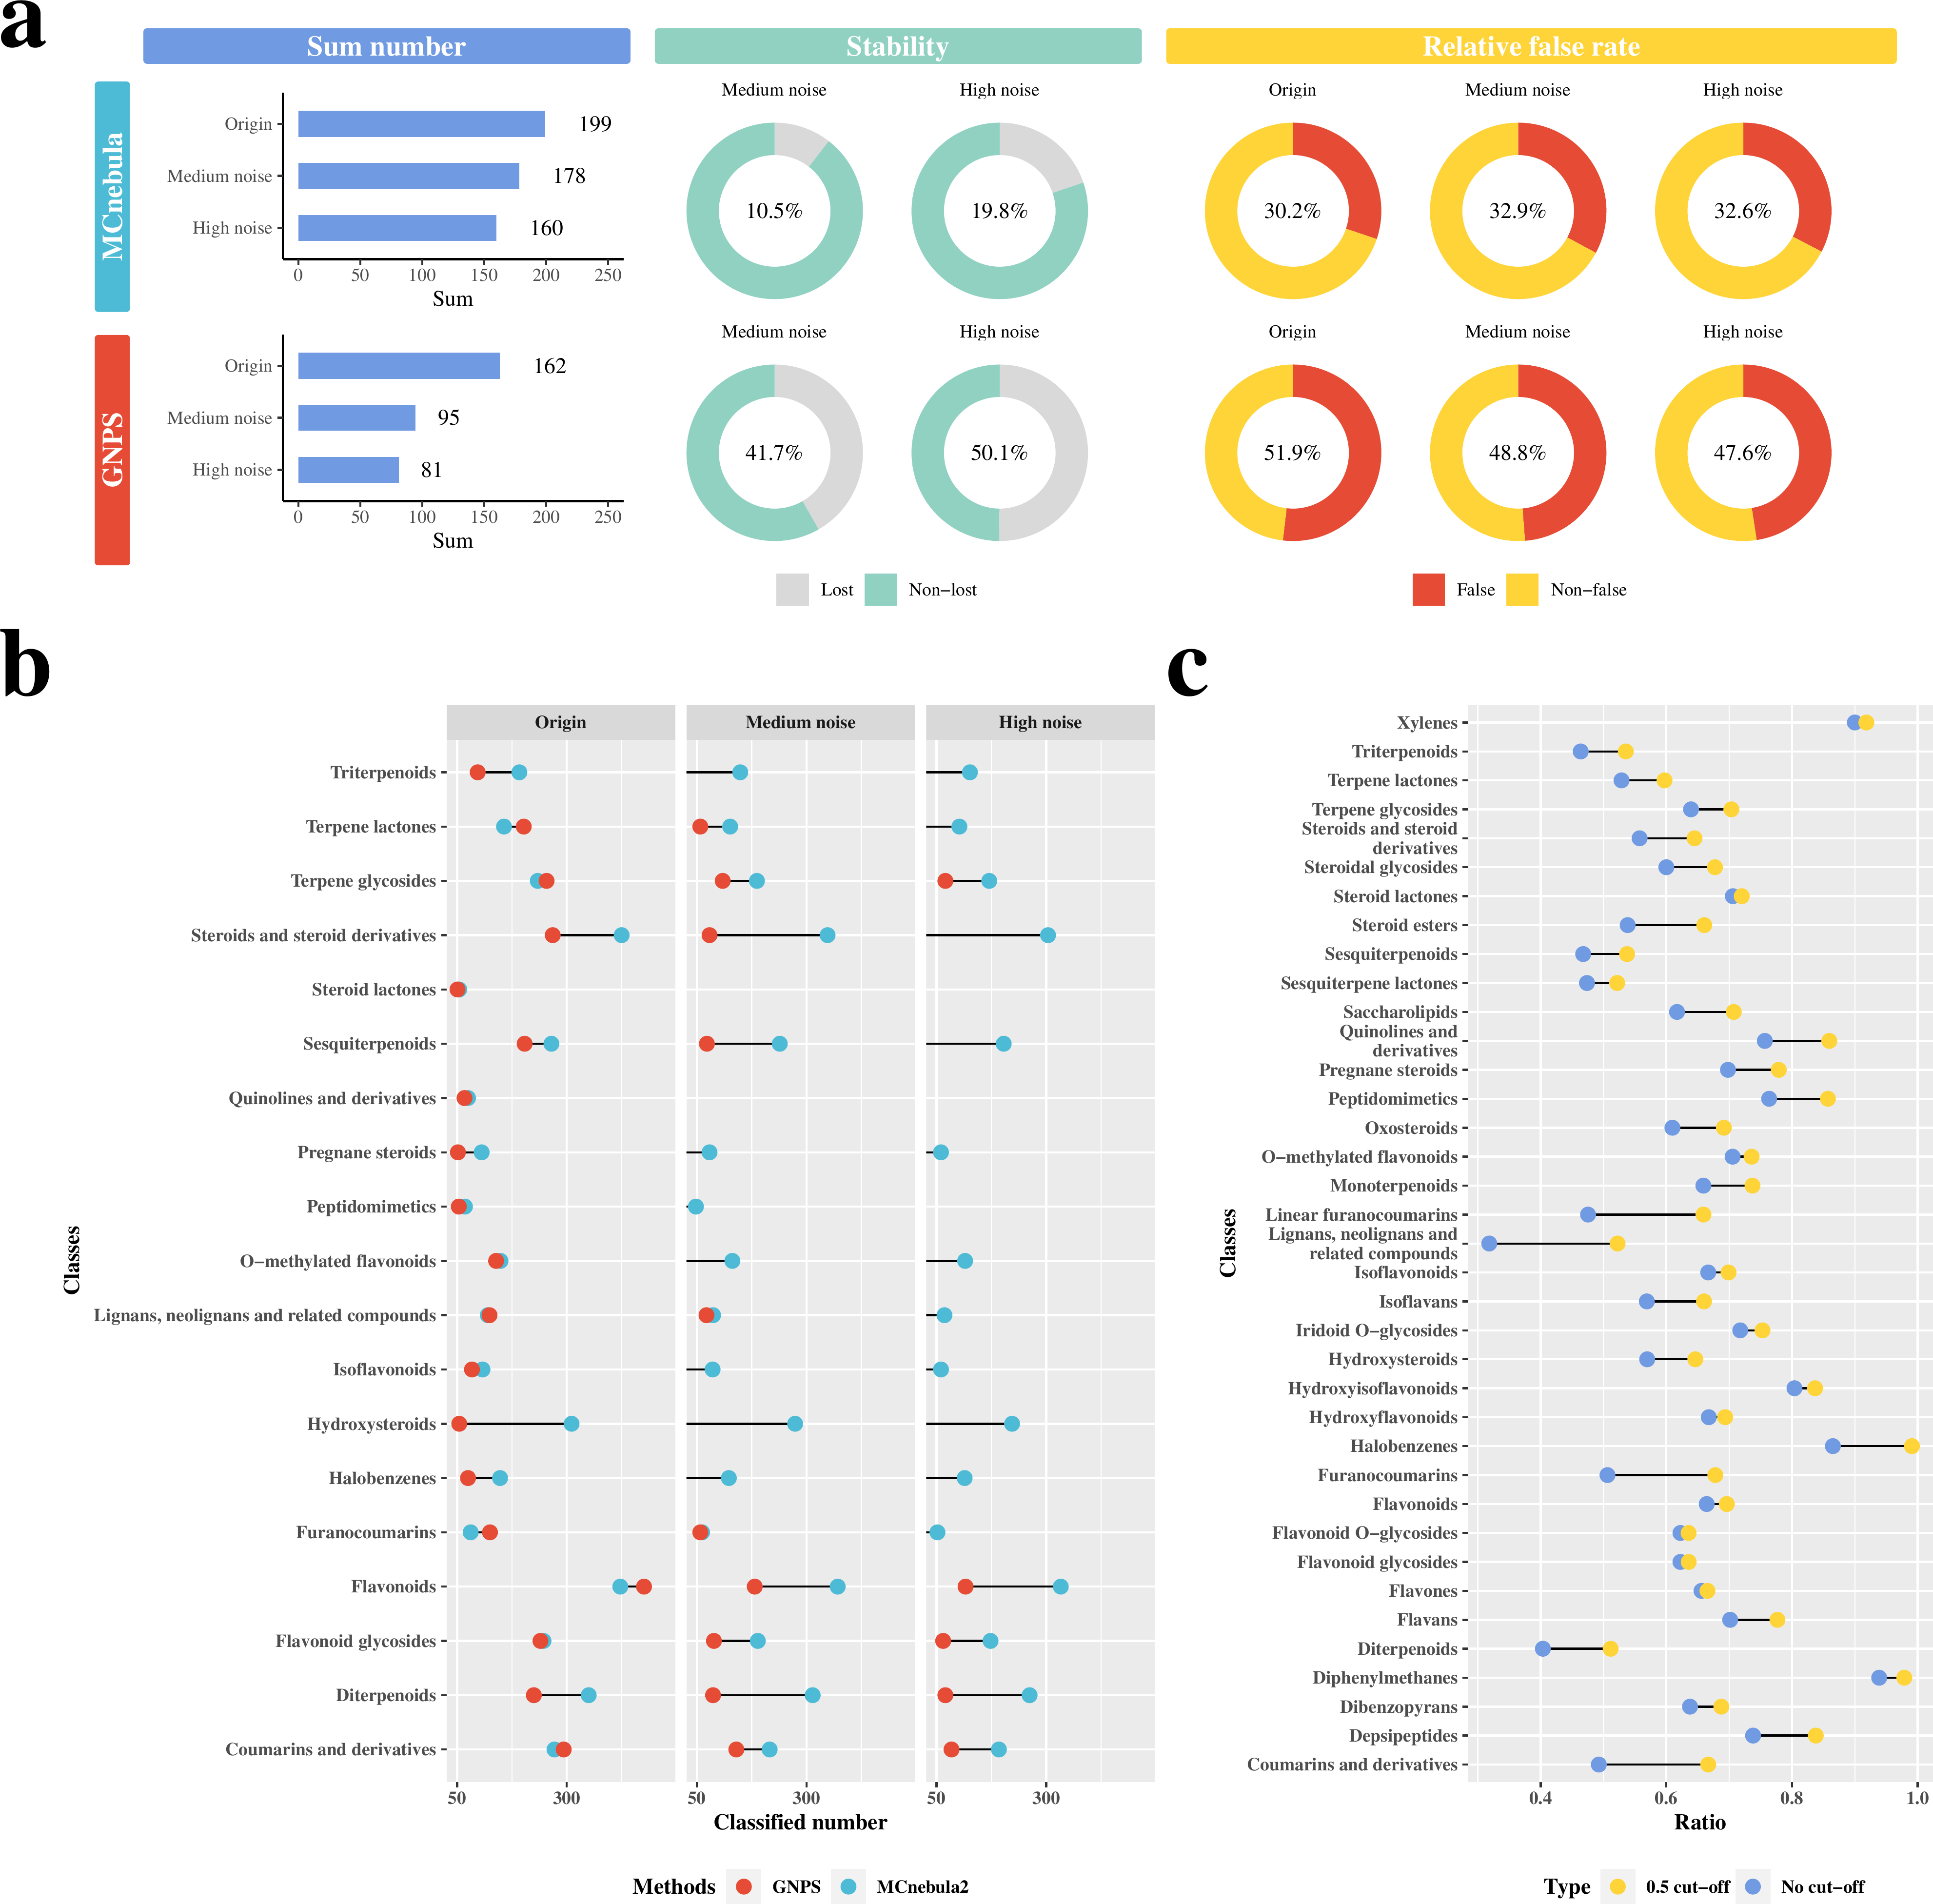 a
Sum number
Stability
Relative false rate
MCnebula
Origin
Medium noise
High noise
199
178
160
0 50 100 150 200 250
Sum
Medium noise
High noise
10.5%
19.8%
Origin
Medium noise
High noise
30.2%
32.9%
32.6%
GNPS
Origin
Medium noise
High noise
162
95
81
0 50 100 150 200 250
Sum
Medium noise
High noise
41.7%
50.1%
Origin
Medium noise
High noise
51.9%
48.8%
47.6%
Lost Non−lost
False Non−false
b
Origin Medium noise High noise
Classes
Triterpenoids
Terpene lactones
Terpene glycosides
Steroids and steroid derivatives
Steroid lactones
Sesquiterpenoids
Quinolines and derivatives
Pregnane steroids
Peptidomimetics
O−methylated flavonoids
Lignans, neolignans and related compounds
Isoflavonoids
Hydroxysteroids
Halobenzenes
Furanocoumarins
Flavonoids
Flavonoid glycosides
Diterpenoids
Coumarins and derivatives
50 300 50 300 50 300
Classified number
Methods GNPS MCnebula2
c
Classes
Xylenes
Triterpenoids
Terpene lactones
Terpene glycosides
Steroids and steroid
derivatives
Steroidal glycosides
Steroid lactones
Steroid esters
Sesquiterpenoids
Sesquiterpene lactones
Saccharolipids
Quinolines and
derivatives
Pregnane steroids
Peptidomimetics
Oxosteroids
O−methylated flavonoids
Monoterpenoids
Linear furanocoumarins
Lignans, neolignans and
related compounds
Isoflavonoids
Isoflavans
Iridoid O−glycosides
Hydroxysteroids
Hydroxyisoflavonoids
Hydroxyflavonoids
Halobenzenes
Furanocoumarins
Flavonoids
Flavonoid O−glycosides
Flavonoid glycosides
Flavones
Flavans
Diterpenoids
Diphenylmethanes
Dibenzopyrans
Depsipeptides
Coumarins and derivatives
0.4 0.6 0.8 1.0
Ratio
Type 0.5 cut−off No cut−off